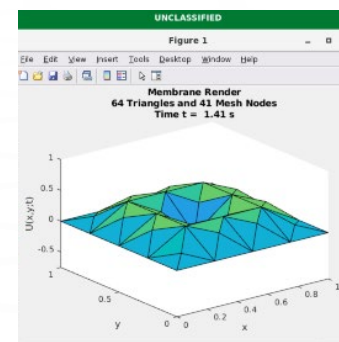 UNCLASSIFIED
Figure 1
File Edit View Insert Tools Desktop Window Help
Membrane Render
64 Triangles and 41 Mesh Nodes
Time t = 1.41 s
1
0.5
0
-0.5
1
0.5
0
0
0.2
0.4
0.6
0.8
1
U(x,y;t)
y
x